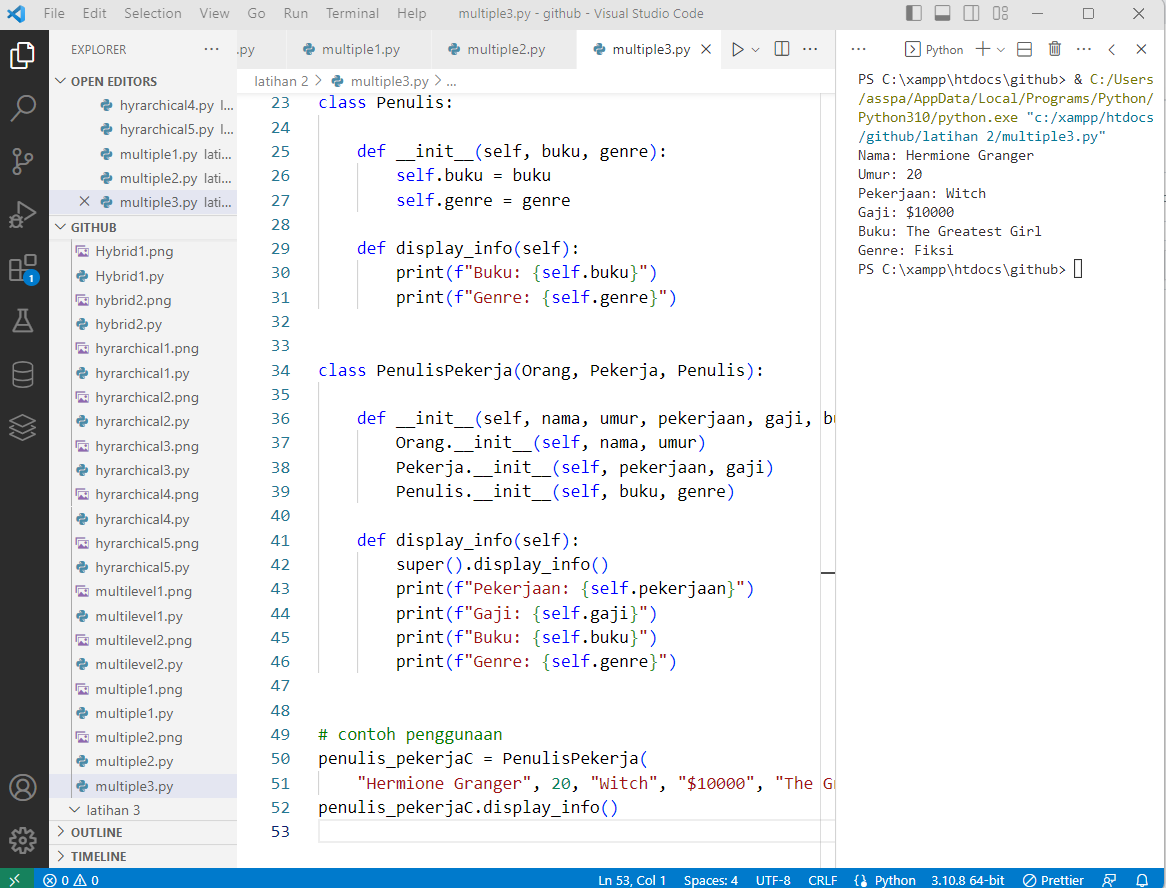 File Edit Selection View Go Run Terminal Help multiple3.py - github - Visual Studio Code
EXPLORER
OPEN EDITORS
hyrarchical4.py l...
hyrarchical5.py l...
multiple1.py lati...
multiple2.py lati...
multiple3.py lati...
GITHUB
Hybrid1.png
Hybrid1.py
hybrid2.png
hybrid2.py
hyrarchical1.png
hyrarchical1.py
hyrarchical2.png
hyrarchical2.py
hyrarchical3.png
hyrarchical3.py
hyrarchical4.png
hyrarchical4.py
hyrarchical5.png
hyrarchical5.py
multilevel1.png
multilevel1.py
multilevel2.png
multilevel2.py
multiple1.png
multiple1.py
multiple2.png
multiple2.py
multiple3.py
latihan 3
OUTLINE
TIMELINE
1
.py multiple1.py multiple2.py multiple3.py
latihan 2 > multiple3.py > ...
23 class Penulis:
24
25 def __init__(self, buku, genre):
26 self.buku = buku
27 self.genre = genre
28
29 def display_info(self):
30 print(f"Buku: {self.buku}")
31 print(f"Genre: {self.genre}")
32
33
34 class PenulisPekerja(Orang, Pekerja, Penulis):
35
36 def __init__(self, nama, umur, pekerjaan, gaji, bu
37 Orang.__init__(self, nama, umur)
38 Pekerja.__init__(self, pekerjaan, gaji)
39 Penulis.__init__(self, buku, genre)
40
41 def display_info(self):
42 super().display_info()
43 print(f"Pekerjaan: {self.pekerjaan}")
44 print(f"Gaji: {self.gaji}")
45 print(f"Buku: {self.buku}")
46 print(f"Genre: {self.genre}")
47
48
49 # contoh penggunaan
50 penulis_pekerjaC = PenulisPekerja(
51 "Hermione Granger", 20, "Witch", "$10000", "The Gr
52 penulis_pekerjaC.display_info()
53
Python
PS C:\xampp\htdocs\github> & C:/Users
/asspa/AppData/Local/Programs/Python/
Python310/python.exe "c:/xampp/htdocs
/github/latihan 2/multiple3.py"
Nama: Hermione Granger
Umur: 20
Pekerjaan: Witch
Gaji: $10000
Buku: The Greatest Girl
Genre: Fiksi
PS C:\xampp\htdocs\github>
0 0 Ln 53, Col 1 Spaces: 4 UTF-8 CRLF Python 3.10.8 64-bit Prettier